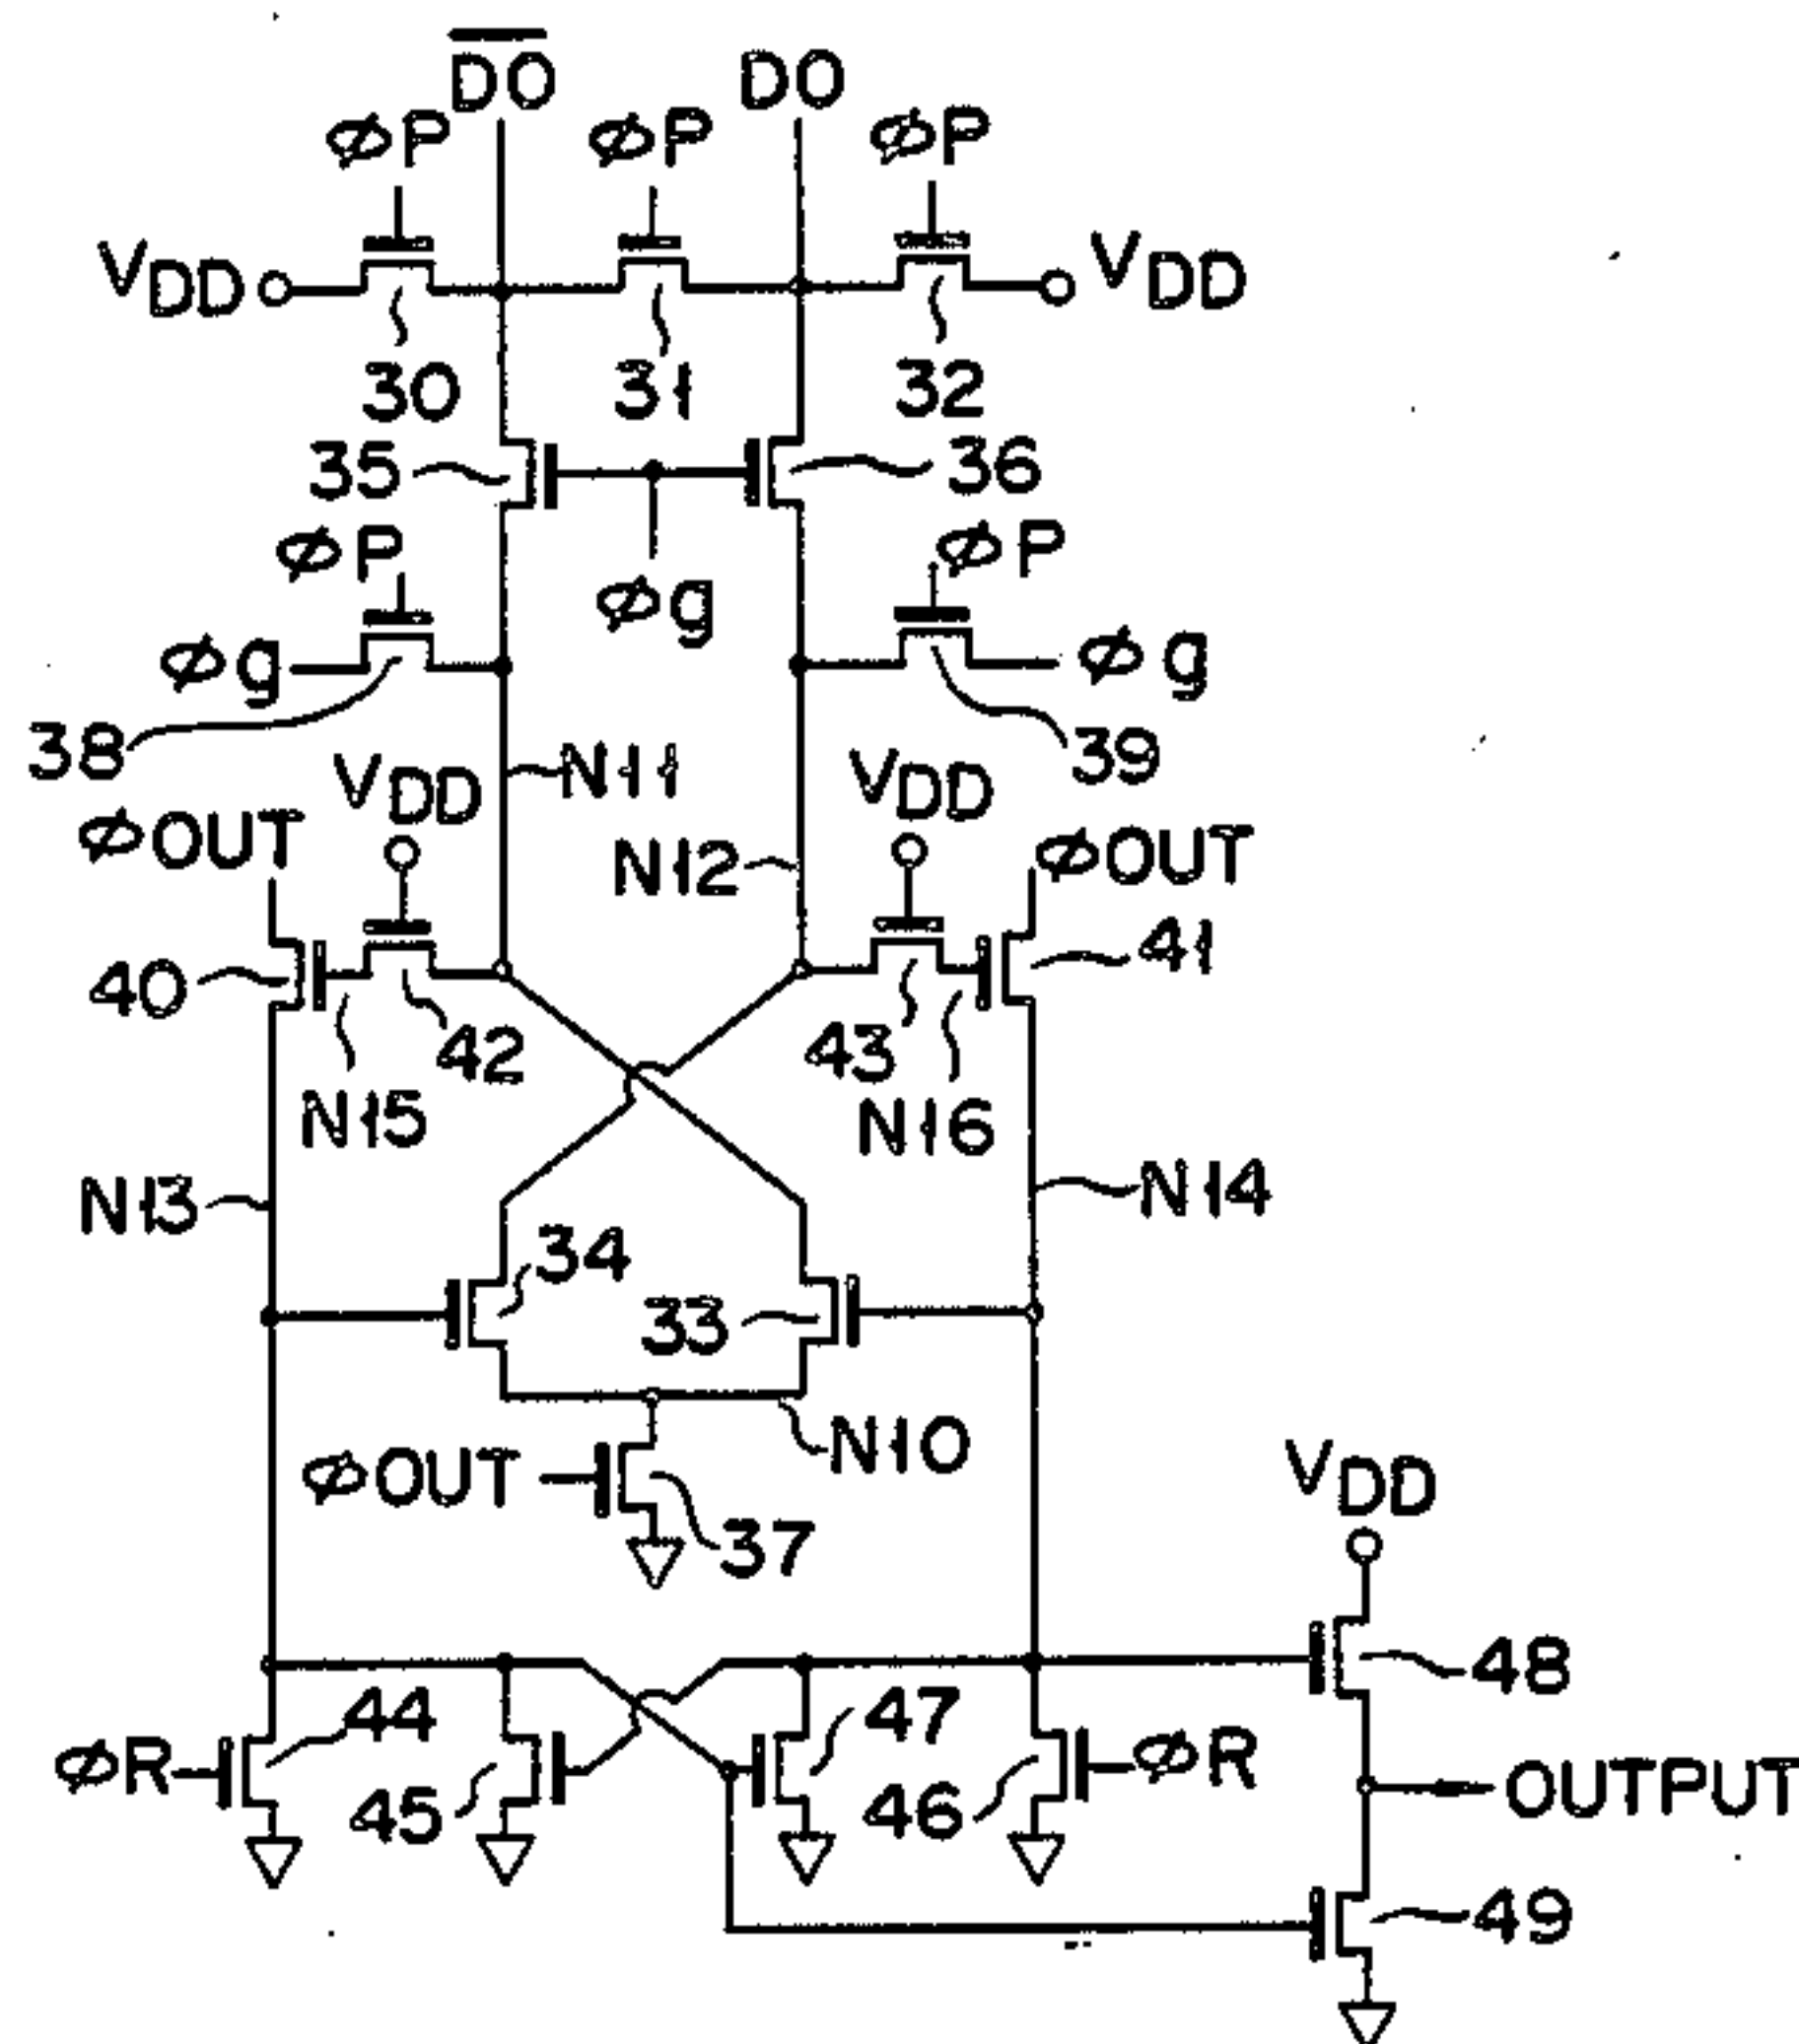 D̅O̅ DO
øP øP øP
VDD VDD
30 31 32
35 36
øP øP
øg øg øg
38 39
N11
VDD VDD
øOUT øOUT
N12
40 41
42 43
N15 N16
N13 N14
34
33
N10
øOUT
37
VDD
48
44 47
øR øR
45 46
OUTPUT
49